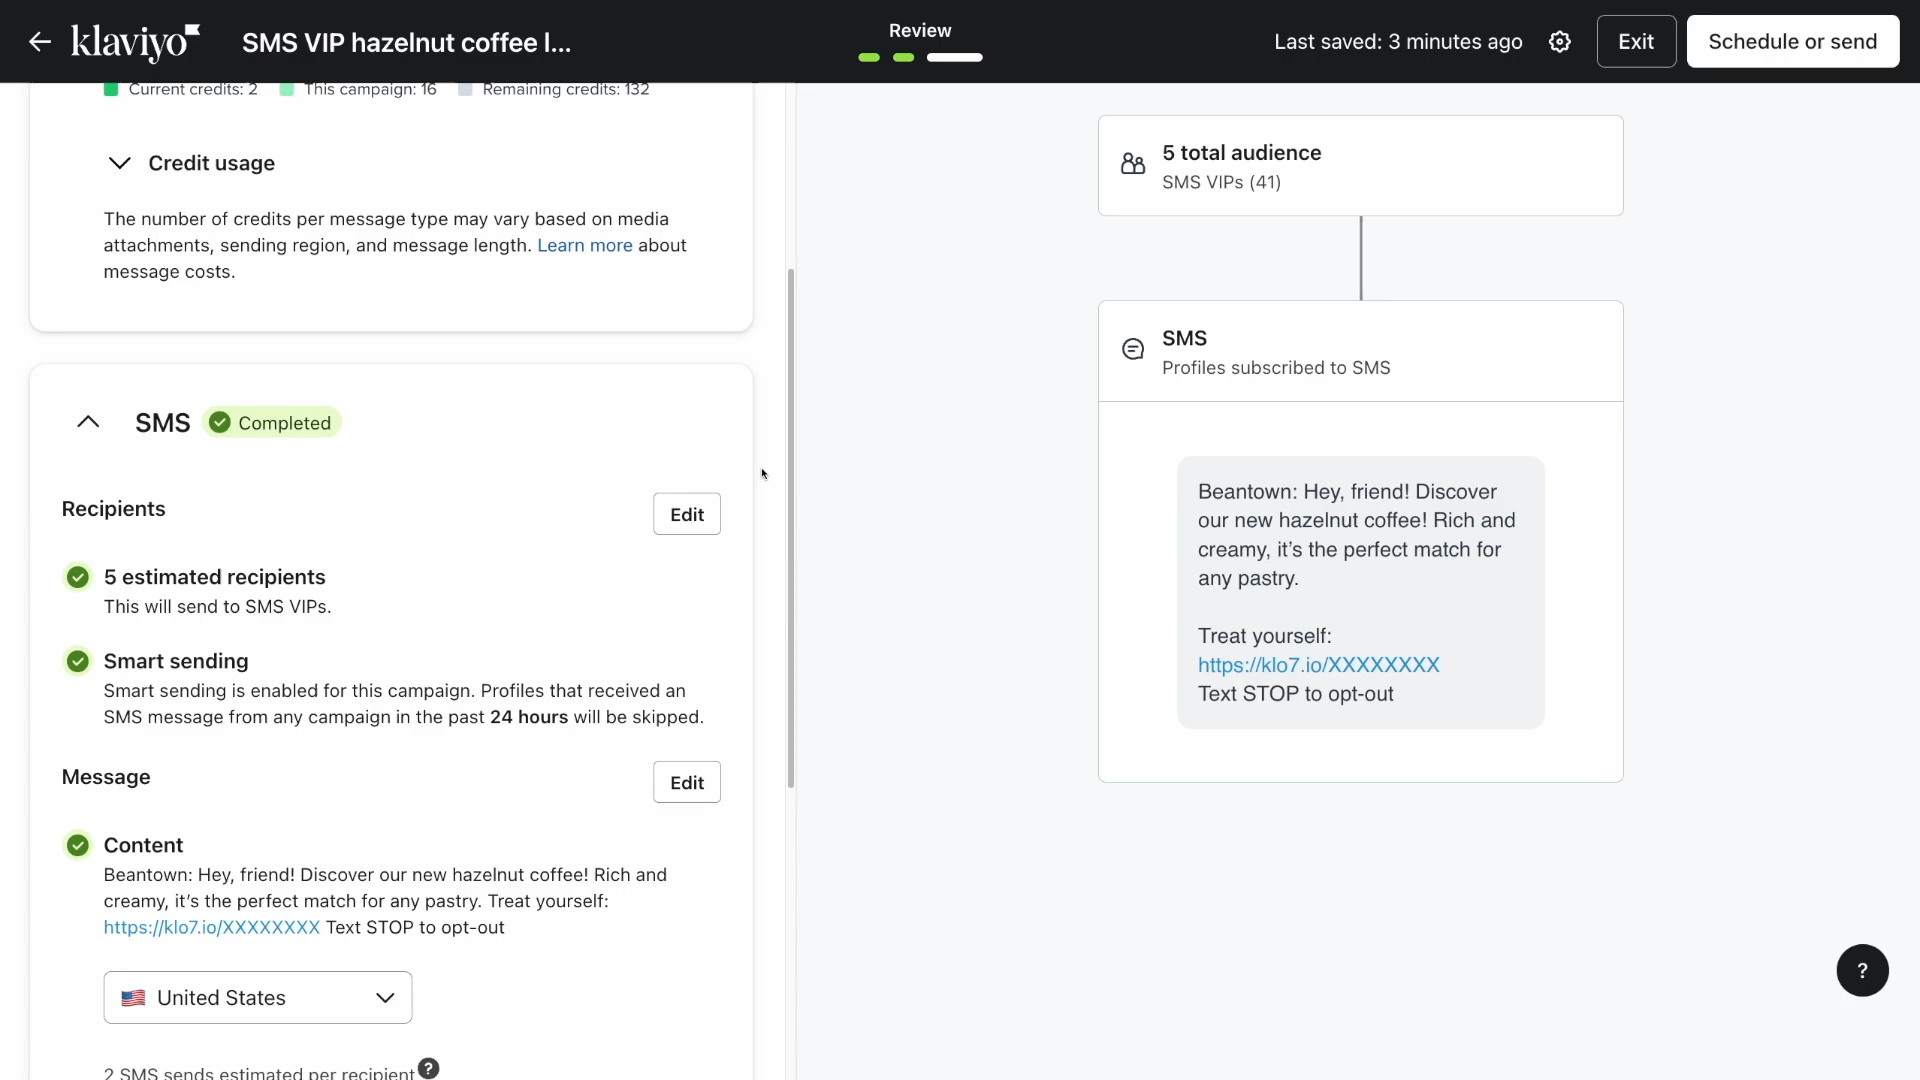 klaviyo
SMS VIP hazelnut coffee l...
Review
Last saved: 3 minutes ago
Exit
Schedule or send
Current credits: 2
This campaign: 16
Remaining credits: 132
Credit usage
The number of credits per message type may vary based on media
attachments, sending region, and message length. Learn more about
message costs.
SMS
Completed
Recipients
Edit
5 estimated recipients
This will send to SMS VIPs.
Smart sending
Smart sending is enabled for this campaign. Profiles that received an
SMS message from any campaign in the past 24 hours will be skipped.
Message
Edit
Content
Beantown: Hey, friend! Discover our new hazelnut coffee! Rich and
creamy, it’s the perfect match for any pastry. Treat yourself:
https://klo7.io/XXXXXXXX Text STOP to opt-out
United States
2 SMS sends estimated per recipient
?
5 total audience
SMS VIPs (41)
SMS
Profiles subscribed to SMS
Beantown: Hey, friend! Discover
our new hazelnut coffee! Rich and
creamy, it’s the perfect match for
any pastry.
Treat yourself:
https://klo7.io/XXXXXXXX
Text STOP to opt-out
?